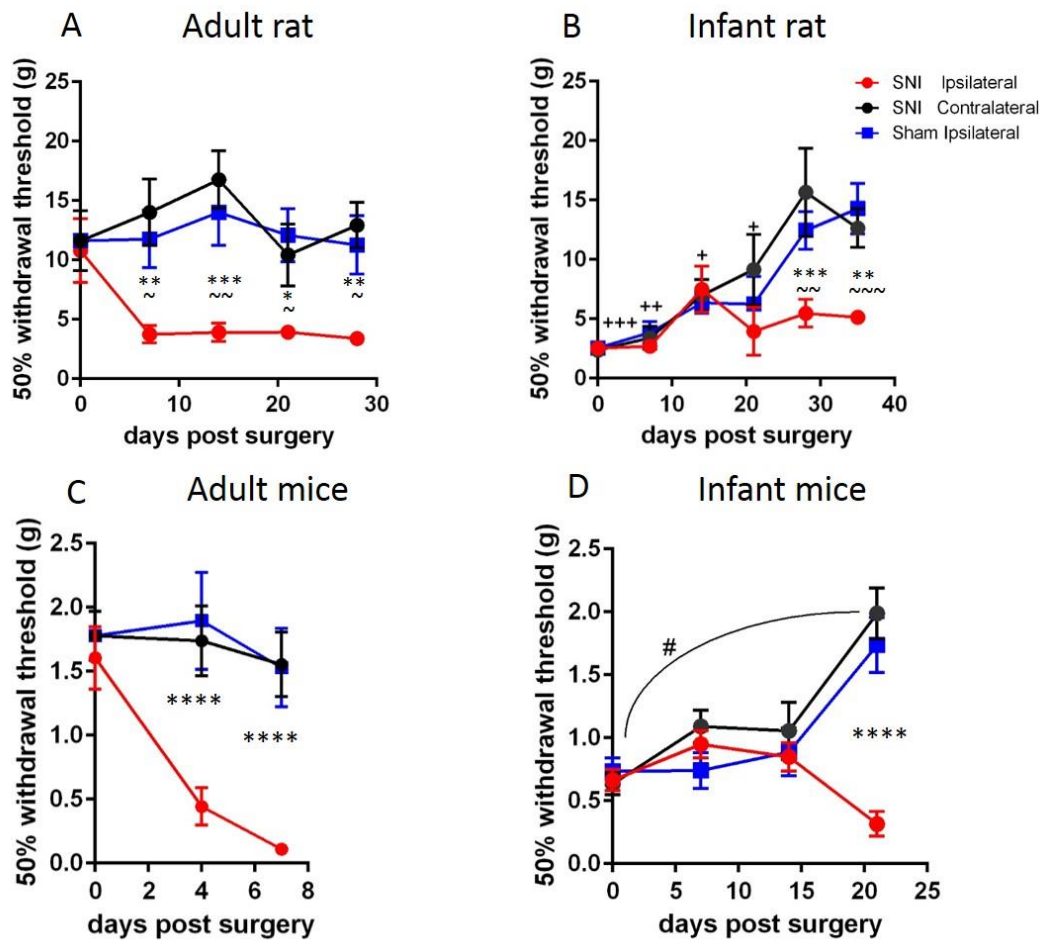 A Adult rat
50% withdrawal threshold (g)
25
20
15
10
5
0
** *** * **
~ ~~ ~ ~
0 10 20 30
days post surgery
B Infant rat
SNI Ipsilateral
SNI Contralateral
Sham Ipsilateral
50% withdrawal threshold (g)
25
20
15
10
5
0
+++ ++ + +
*** **
~~ ~~~
0 10 20 30 40
days post surgery
C Adult mice
50% withdrawal threshold (g)
2.5
2.0
1.5
1.0
0.5
0.0
****
****
0 2 4 6 8
days post surgery
D Infant mice
50% withdrawal threshold (g)
2.5
2.0
1.5
1.0
0.5
0.0
#
****
0 5 10 15 20 25
days post surgery